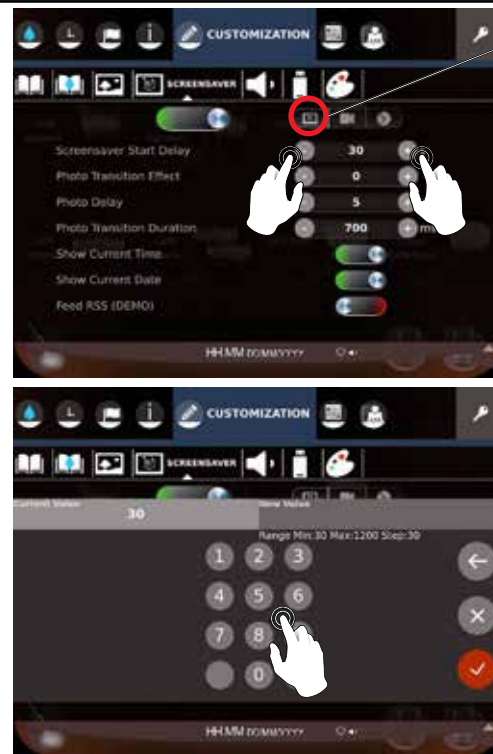 CUSTOMIZATION
SCREENSAVER
Screensaver Start Delay - 30 +
Photo Transition Effect - 0 +
Photo Delay - 5 +
Photo Transition Duration - 700 + ms
Show Current Time
Show Current Date
Feed RSS (DEMO)
HH.MM DD/MM/YYYY
CUSTOMIZATION
SCREENSAVER
Current Value New Value
30
Range Min:30 Max:1200 Step:30
1 2 3
4 5 6
7 8
0
HH.MM DD/MM/YYYY